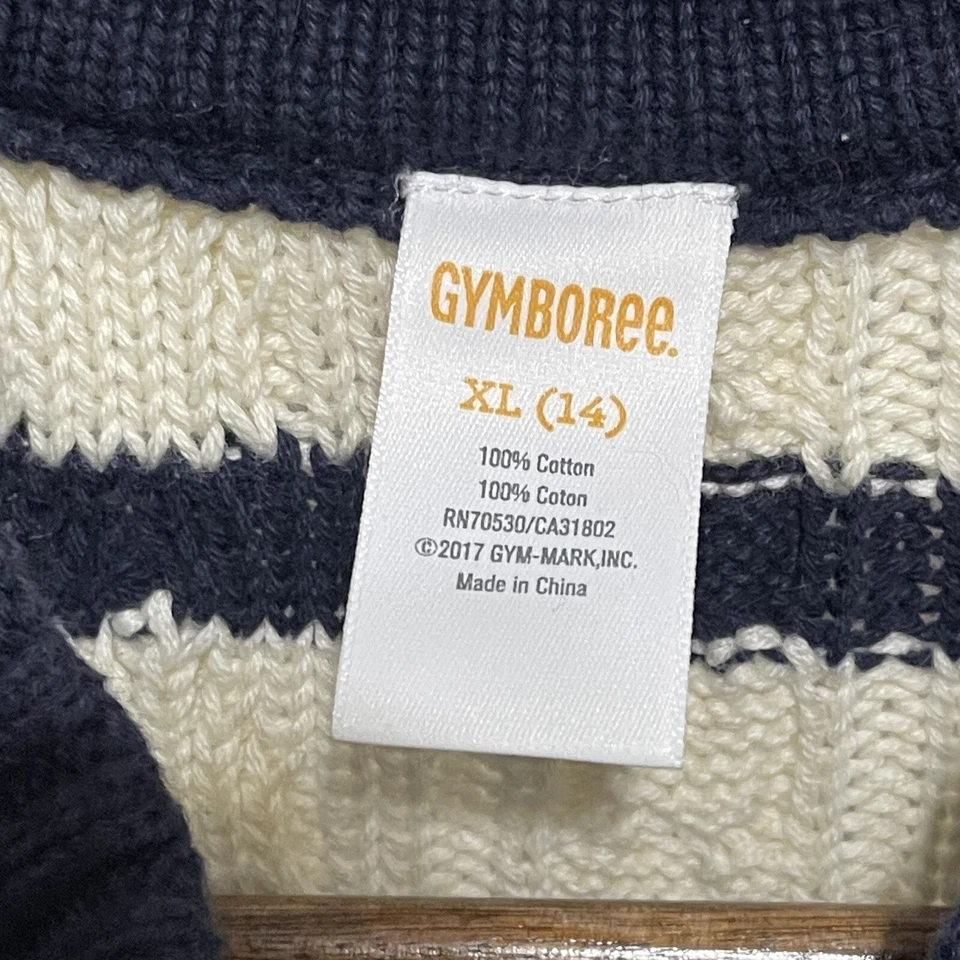 GYMBOREE.
XL (14)
100% Cotton
100% Coton
RN70530/CA31802
©2017 GYM-MARK,INC.
Made in China